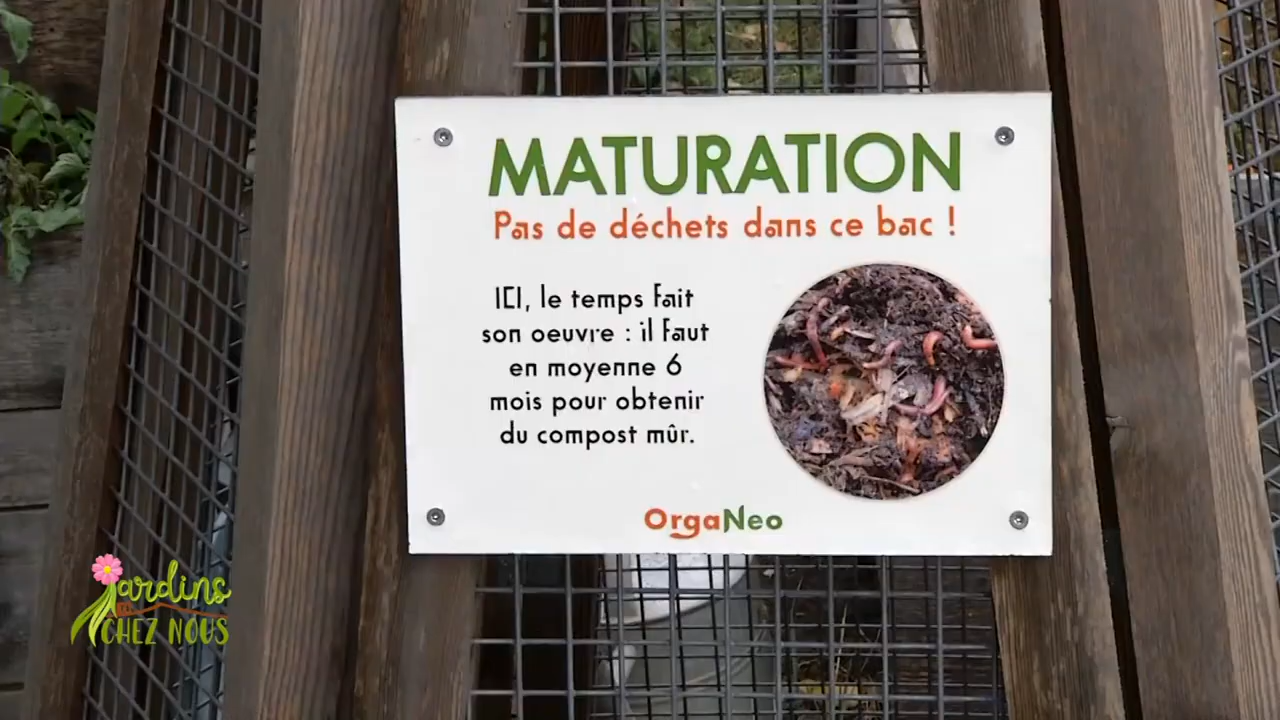 MATURATION
Pas de déchets dans ce bac !
ICI, le temps fait
son oeuvre : il faut
en moyenne 6
mois pour obtenir
du compost mûr.
OrgaNeo
Jardins
CHEZ NOUS